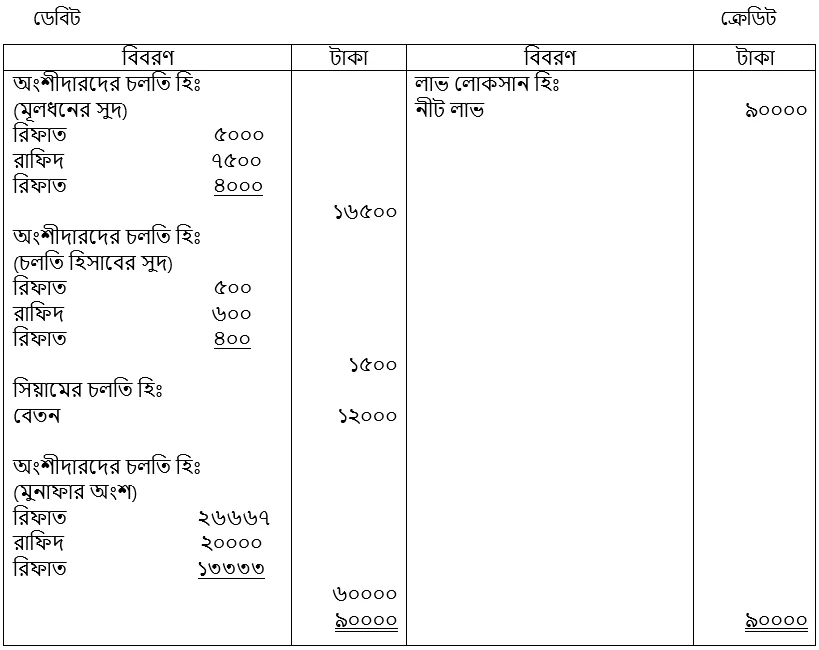 ডেবিট ক্রেডিট
বিবরণ টাকা বিবরণ টাকা
অংশীদারদের চলতি হিঃ লাভ লোকসান হিঃ
(মূলধনের সুদ) নীট লাভ ৯০০০০
রিফাত ৫০০০
রাফিদ ৭৫০০
রিফাত ৪০০০
১৬৫০০
অংশীদারদের চলতি হিঃ
(চলতি হিসাবের সুদ)
রিফাত ৫০০
রাফিদ ৬০০
রিফাত ৪০০
১৫০০
সিয়ামের চলতি হিঃ
বেতন ১২০০০
অংশীদারদের চলতি হিঃ
(মুনাফার অংশ)
রিফাত ২৬৬৬৭
রাফিদ ২০০০০
রিফাত ১৩৩৩৩
৬০০০০
৯০০০০ ৯০০০০